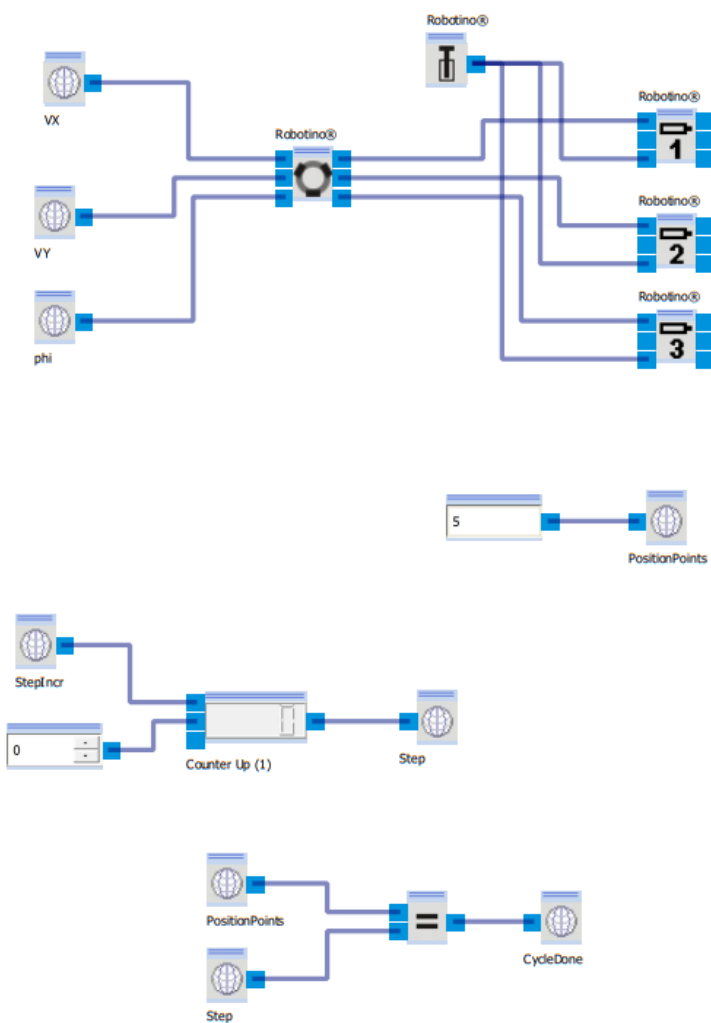 Robotino®
VX
Robotino®
Robotino®
1
VY
Robotino®
2
phi
Robotino®
3
5
PositionPoints
StepIncr
0
Counter Up (1)
Step
PositionPoints
=
CycleDone
Step